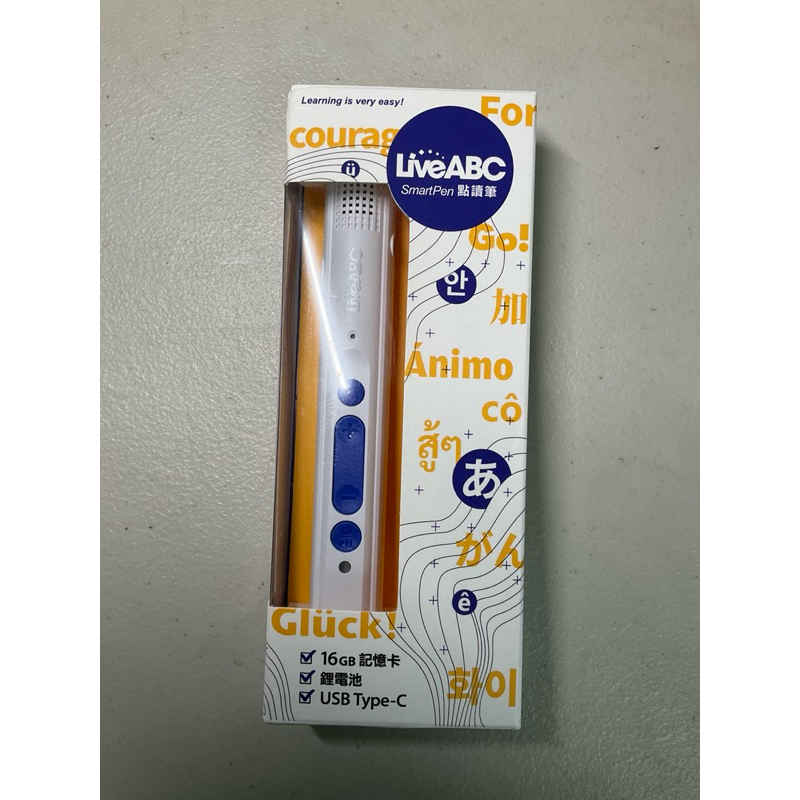 Learning is very easy!
For
courag
ü
LiveABC
SmartPen 點讀筆
Go!
LiveABC
안
加
Ánimo
cô
สู้ๆ
あ
がん
ê
Glück!
16GB 記憶卡
鋰電池
USB Type-C
화이